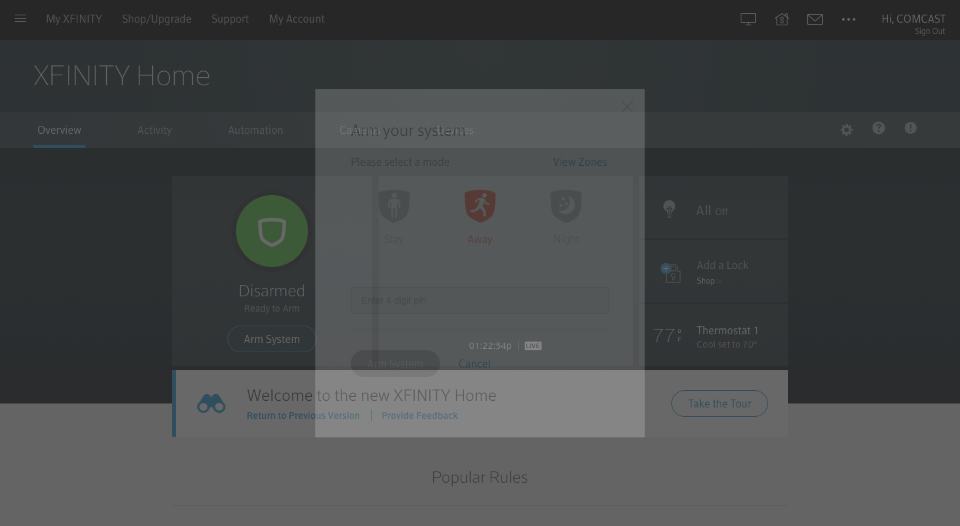 My XFINITY Shop/Upgrade Support My Account
Hi, COMCAST
Sign Out
XFINITY Home
Overview Activity Automation
Arm your system
Please select a mode View Zones
Stay Away Night
Enter 4 digit pin
Arm System Cancel
Disarmed
Ready to Arm
Arm System
01:22:54p | LIVE
All off
Add a Lock
Shop
77° Thermostat 1
Cool set to 70°
Welcome to the new XFINITY Home
Return to Previous Version | Provide Feedback
Take the Tour
Popular Rules